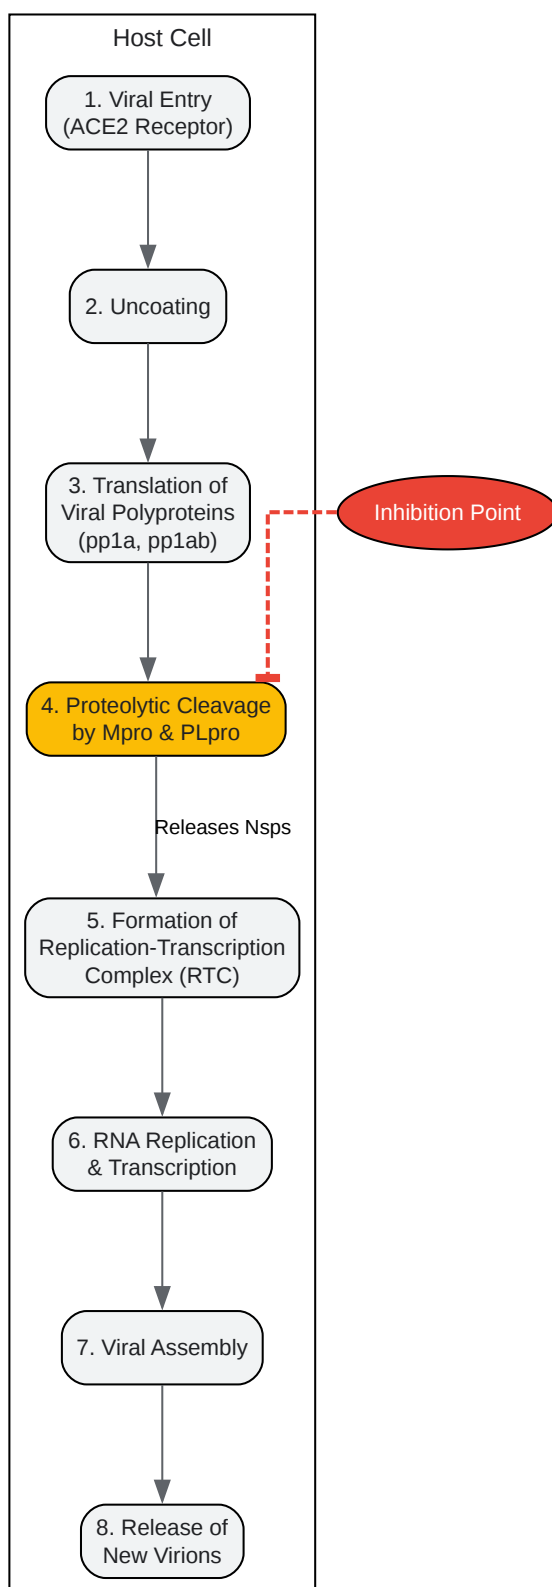 Host Cell
1. Viral Entry
(ACE2 Receptor)
2. Uncoating
3. Translation of
Viral Polyproteins
(pp1a, pp1ab)
Inhibition Point
4. Proteolytic Cleavage
by Mpro & PLpro
Releases Nsps
5. Formation of
Replication-Transcription
Complex (RTC)
6. RNA Replication
& Transcription
7. Viral Assembly
8. Release of
New Virions